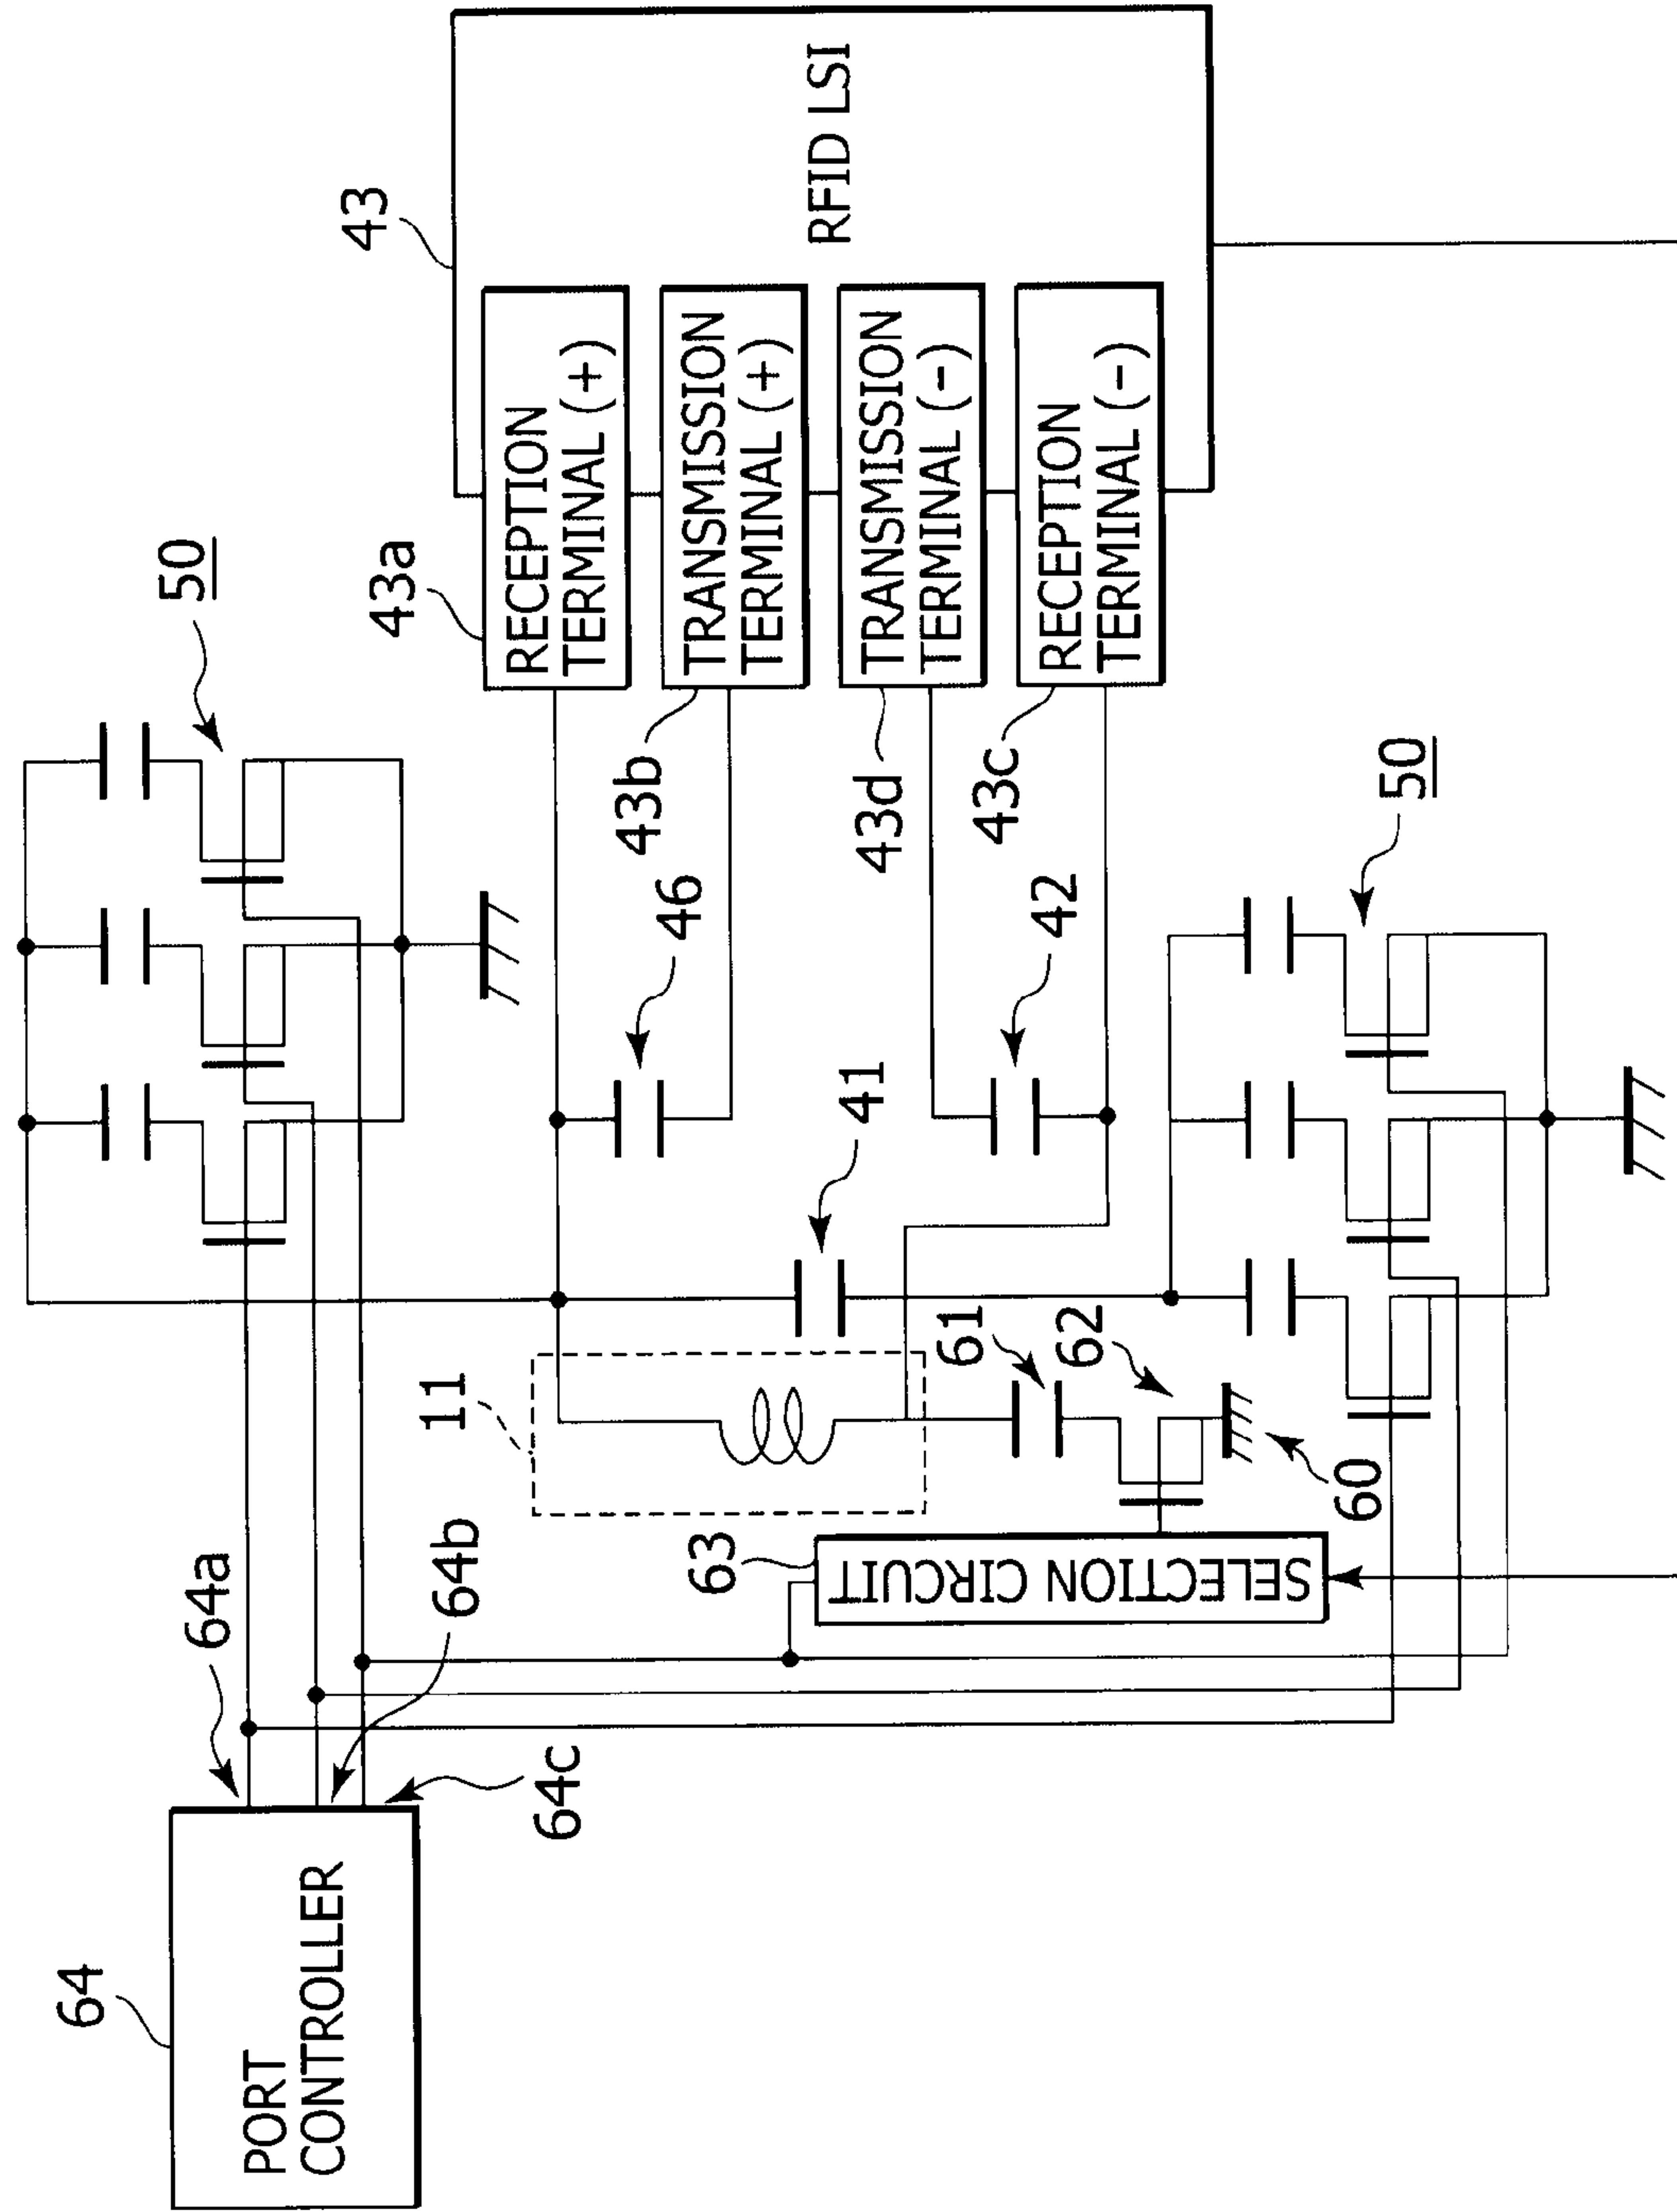 64
PORT
CONTROLLER
64a
64b
64c
50
43
43a
RECEPTION
TERMINAL (+)
43b
TRANSMISSION
TERMINAL (+)
RFID LSI
46
43d
TRANSMISSION
TERMINAL (-)
43c
RECEPTION
TERMINAL (-)
42
41
11
61
62
60
63
SELECTION CIRCUIT
50